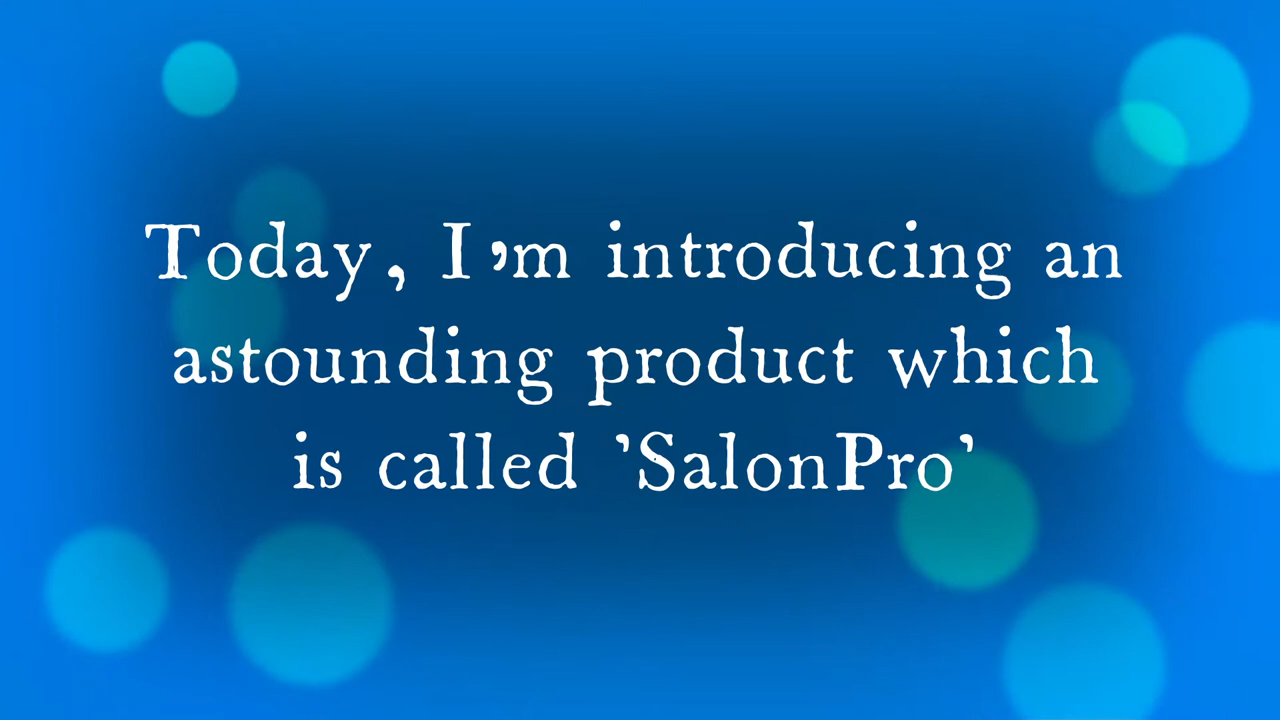 Today, I'm introducing an
astounding product which
is called 'SalonPro'